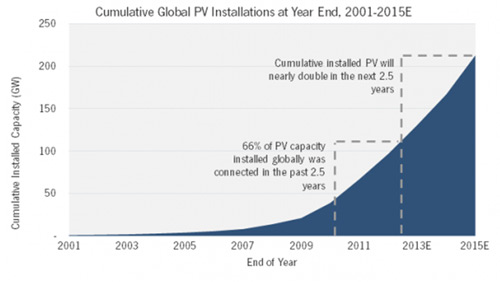 Cumulative Global PV Installations at Year End, 2001-2015E
Cumulative Installed Capacity (GW)
250
200
150
100
50
-
Cumulative installed PV will
nearly double in the next 2.5
years
66% of PV capacity
installed globally was
connected in the past 2.5
years
2001 2003 2005 2007 2009 2011 2013E 2015E
End of Year